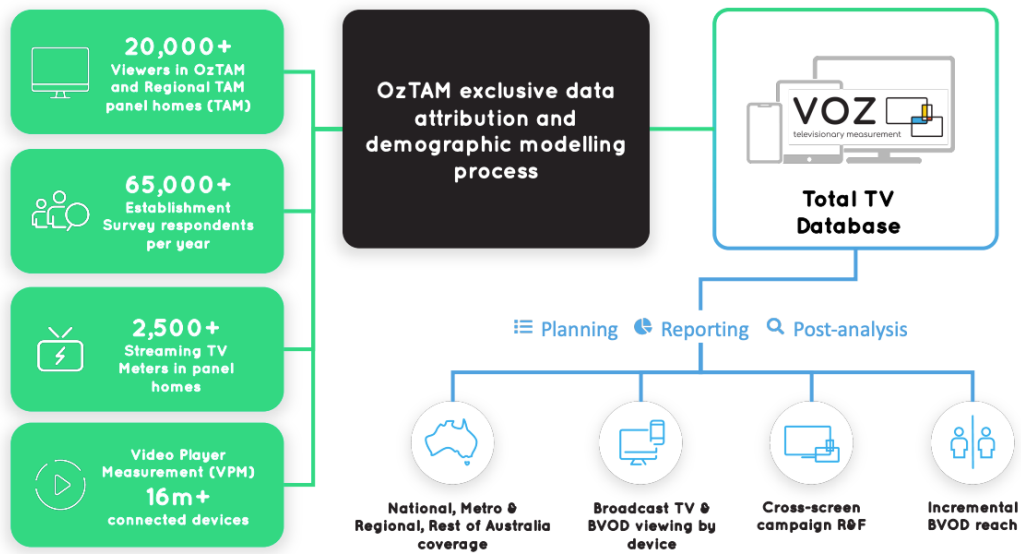 20,000+
Viewers in OzTAM
and Regional TAM
panel homes (TAM)
65,000+
Establishment
Survey respondents
per year
2,500+
Streaming TV
Meters in panel
homes
Video Player
Measurement (VPM)
16m+
connected devices
OzTAM exclusive data
attribution and
demographic modelling
process
VOZ
televisionary measurement
Total TV
Database
Planning
Reporting
Post-analysis
National, Metro &
Regional, Rest of Australia
coverage
Broadcast TV &
BVOD viewing by
device
Cross-screen
campaign R&F
Incremental
BVOD reach